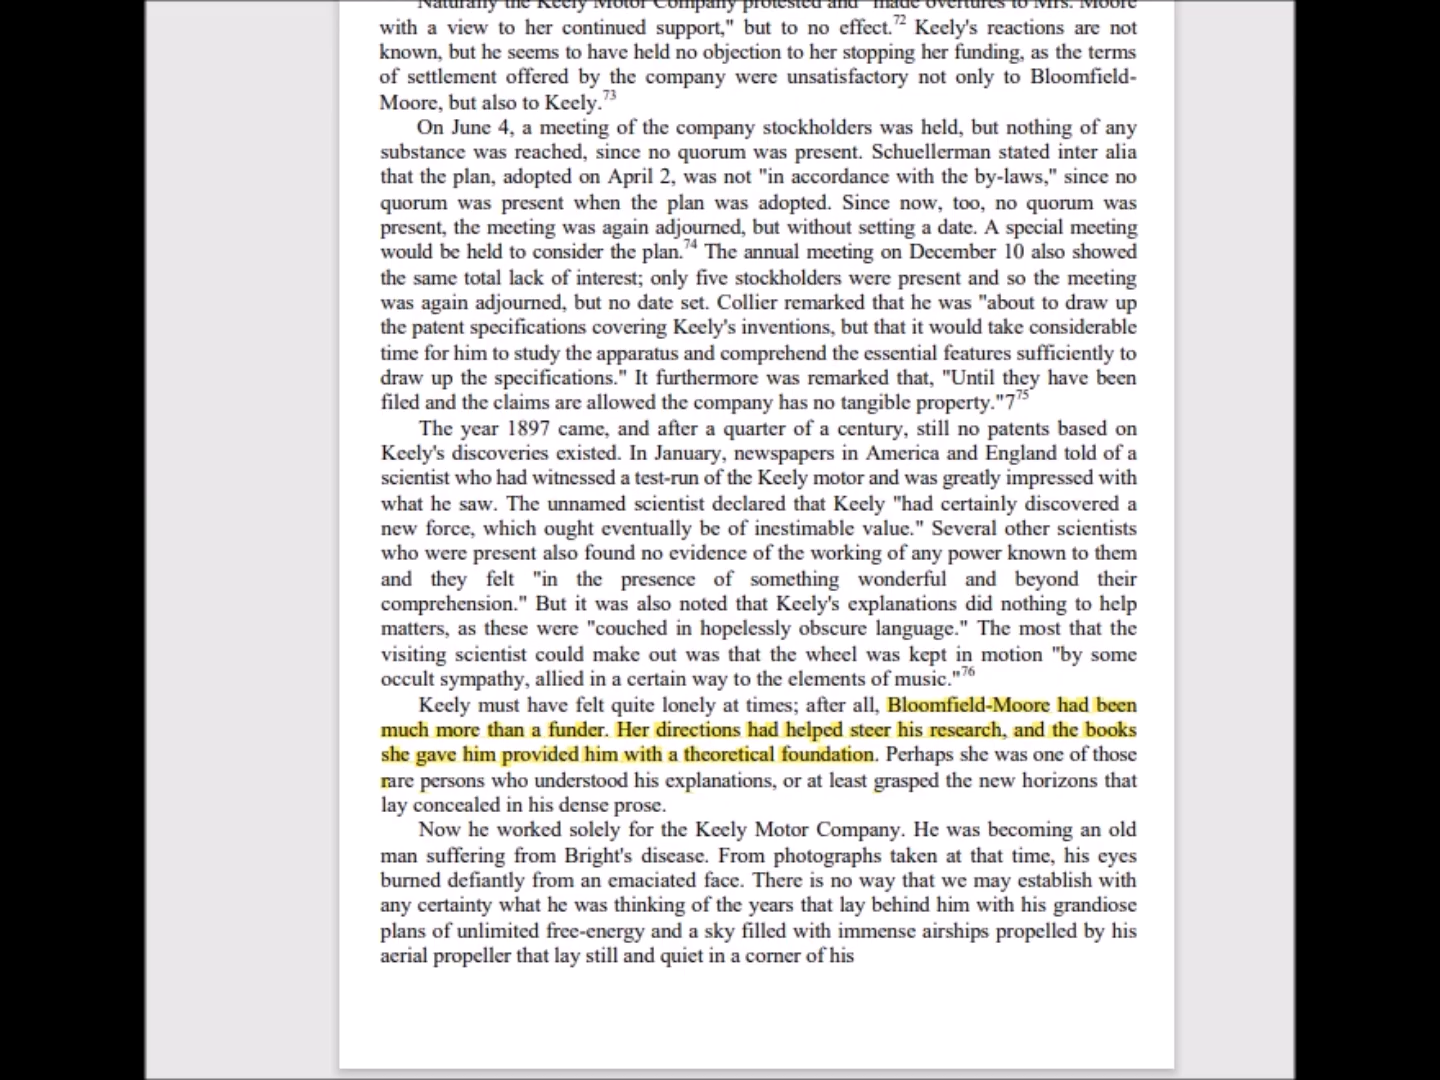 Naturally the Keely Motor Company protested and "made overtures to Mrs. Moore
with a view to her continued support," but to no effect.72 Keely's reactions are not
known, but he seems to have held no objection to her stopping her funding, as the terms
of settlement offered by the company were unsatisfactory not only to Bloomfield-
Moore, but also to Keely.73
On June 4, a meeting of the company stockholders was held, but nothing of any
substance was reached, since no quorum was present. Schuellerman stated inter alia
that the plan, adopted on April 2, was not "in accordance with the by-laws," since no
quorum was present when the plan was adopted. Since now, too, no quorum was
present, the meeting was again adjourned, but without setting a date. A special meeting
would be held to consider the plan.74 The annual meeting on December 10 also showed
the same total lack of interest; only five stockholders were present and so the meeting
was again adjourned, but no date set. Collier remarked that he was "about to draw up
the patent specifications covering Keely's inventions, but that it would take considerable
time for him to study the apparatus and comprehend the essential features sufficiently to
draw up the specifications." It furthermore was remarked that, "Until they have been
filed and the claims are allowed the company has no tangible property."775
The year 1897 came, and after a quarter of a century, still no patents based on
Keely's discoveries existed. In January, newspapers in America and England told of a
scientist who had witnessed a test-run of the Keely motor and was greatly impressed with
what he saw. The unnamed scientist declared that Keely "had certainly discovered a
new force, which ought eventually be of inestimable value." Several other scientists
who were present also found no evidence of the working of any power known to them
and they felt "in the presence of something wonderful and beyond their
comprehension." But it was also noted that Keely's explanations did nothing to help
matters, as these were "couched in hopelessly obscure language." The most that the
visiting scientist could make out was that the wheel was kept in motion "by some
occult sympathy, allied in a certain way to the elements of music."76
Keely must have felt quite lonely at times; after all, Bloomfield-Moore had been
much more than a funder. Her directions had helped steer his research, and the books
she gave him provided him with a theoretical foundation. Perhaps she was one of those
rare persons who understood his explanations, or at least grasped the new horizons that
lay concealed in his dense prose.
Now he worked solely for the Keely Motor Company. He was becoming an old
man suffering from Bright's disease. From photographs taken at that time, his eyes
burned defiantly from an emaciated face. There is no way that we may establish with
any certainty what he was thinking of the years that lay behind him with his grandiose
plans of unlimited free-energy and a sky filled with immense airships propelled by his
aerial propeller that lay still and quiet in a corner of his